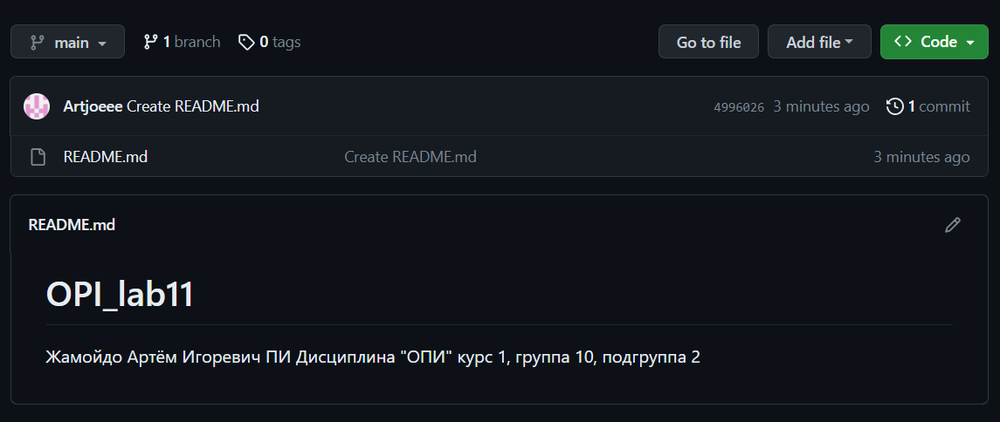 main 1 branch 0 tags Go to file Add file Code
Artjoeee Create README.md 4996026 3 minutes ago 1 commit
README.md Create README.md 3 minutes ago
README.md
OPI_lab11
Жамойдо Артём Игоревич ПИ Дисциплина "ОПИ" курс 1, группа 10, подгруппа 2